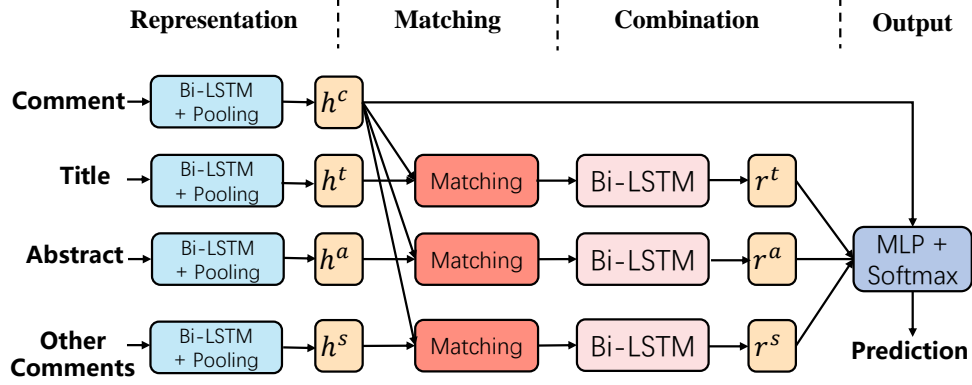 Representation
Matching
Combination
Output
Comment
Bi-LSTM
+ Pooling
h^c
Title
Bi-LSTM
+ Pooling
h^t
Matching
Bi-LSTM
r^t
Abstract
Bi-LSTM
+ Pooling
h^a
Matching
Bi-LSTM
r^a
MLP +
Softmax
Other
Comments
Bi-LSTM
+ Pooling
h^s
Matching
Bi-LSTM
r^s
Prediction